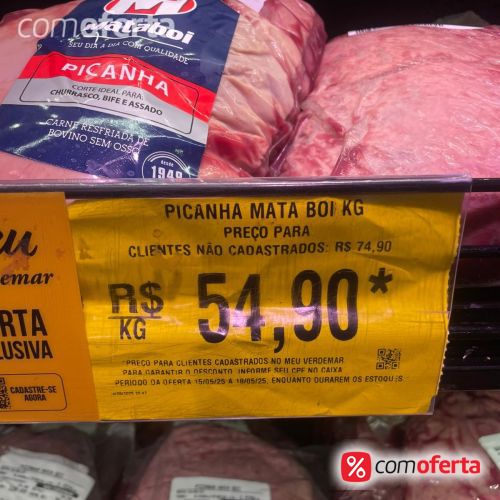 comoferta
M
Mataboi
SEU DIA A DIA COM QUALIDADE
PICANHA
CORTE IDEAL PARA:
CHURRASCO, BIFE E ASSADO
CARNE RESFRIADA DE
BOVINO SEM OSSO
desde
1949
PICANHA MATA BOI KG
PREÇO PARA
CLIENTES NÃO CADASTRADOS: R$ 74,90
R$
KG
54,90*
PREÇO PARA CLIENTES CADASTRADOS NO MEU VERDEMAR
PARA GARANTIR O DESCONTO, INFORME SEU CPF NO CAIXA
PERÍODO DA OFERTA 15/05/25 A 18/05/25, ENQUANTO DURAREM OS ESTOQUES
CADASTRE-SE
AGORA
% comoferta